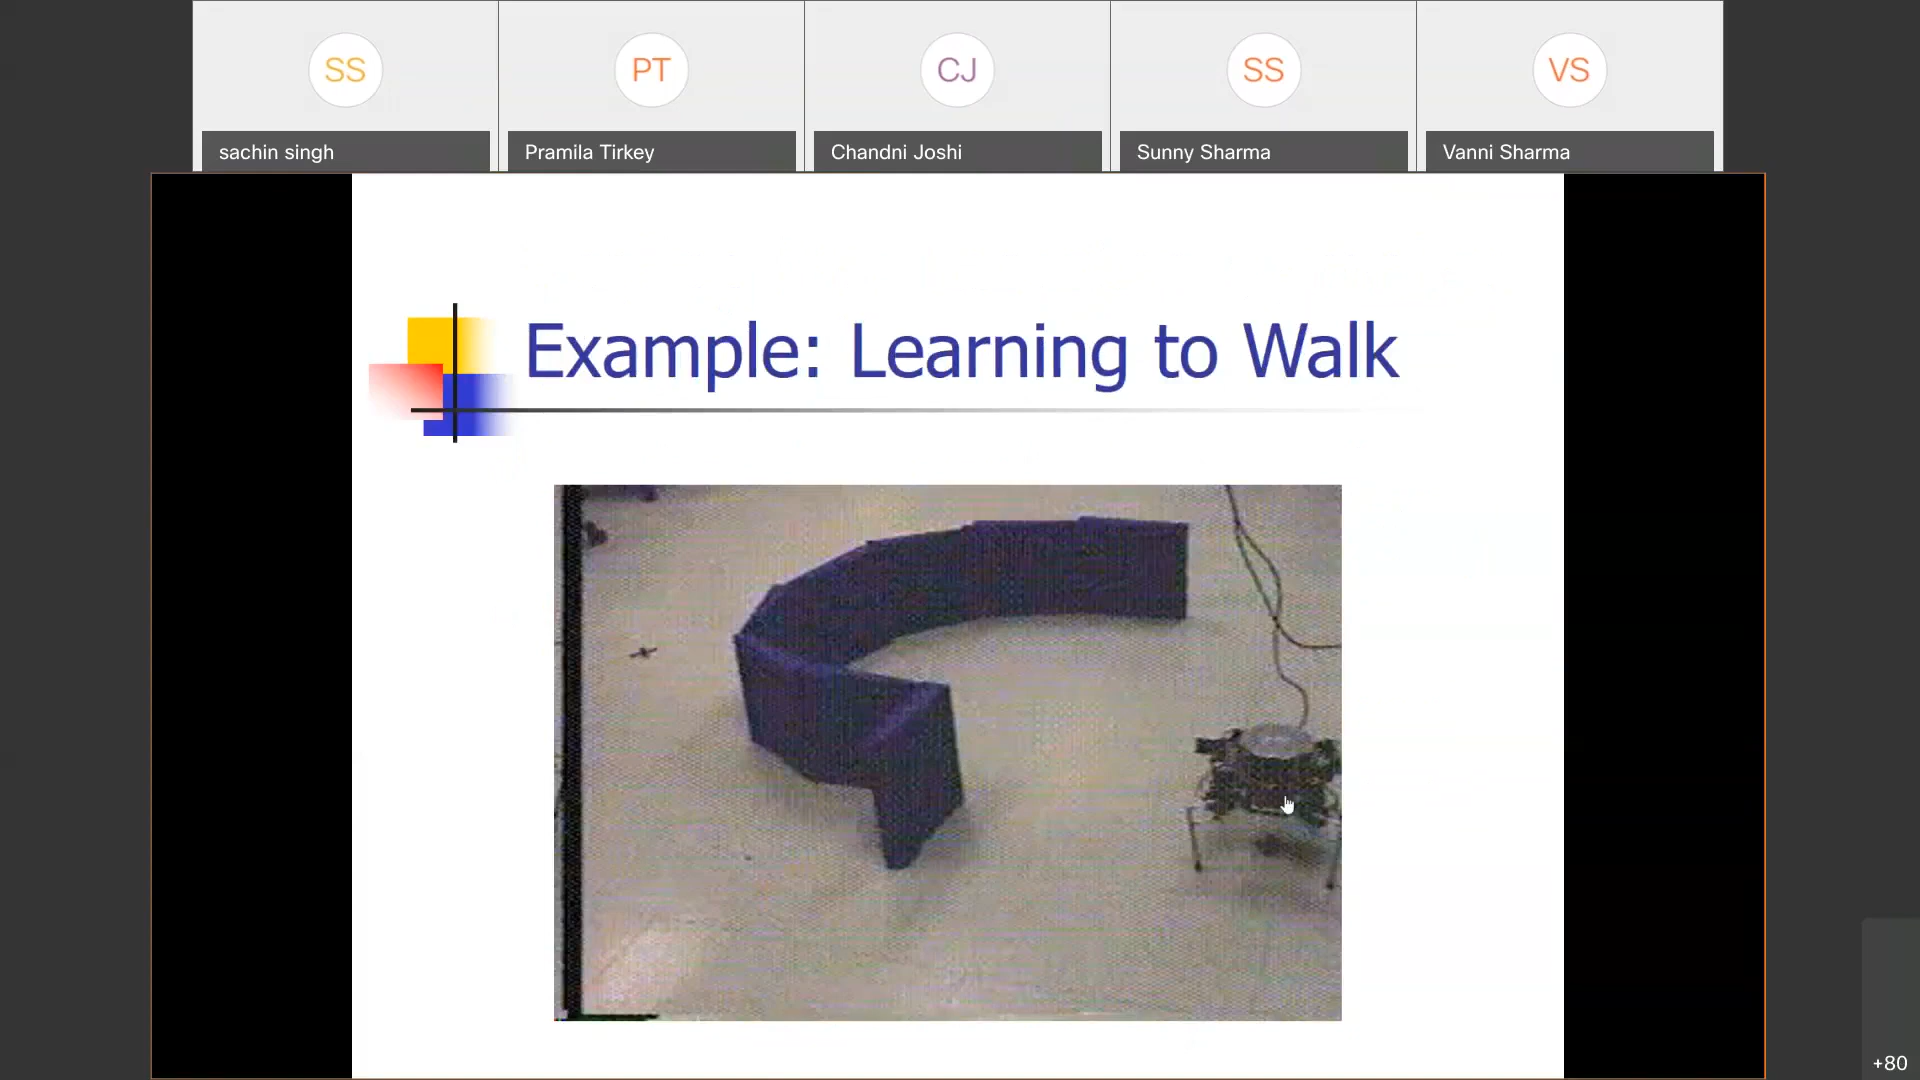 SS
PT
CJ
SS
VS
sachin singh
Pramila Tirkey
Chandni Joshi
Sunny Sharma
Vanni Sharma
Example: Learning to Walk
+80